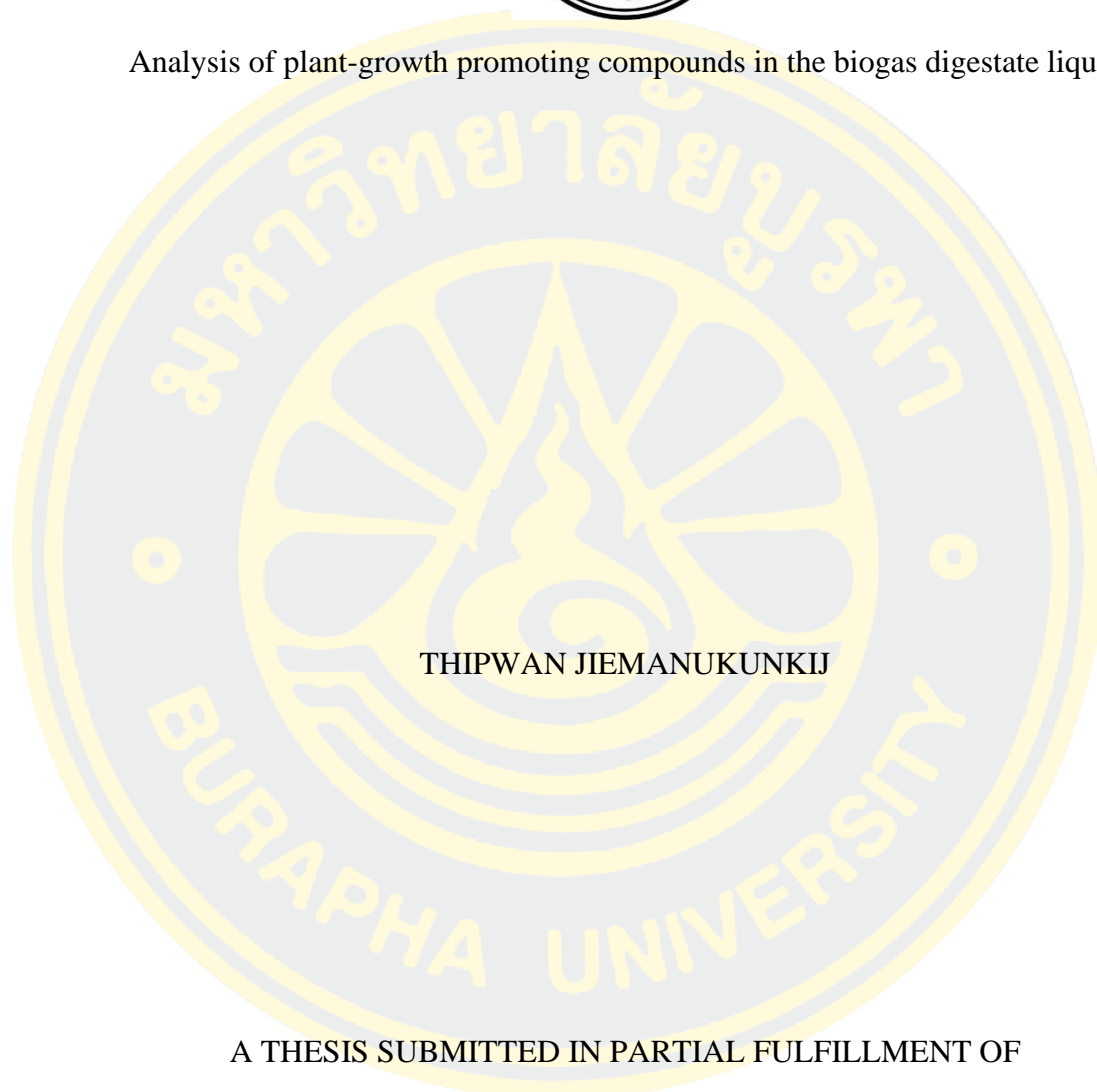 Analysis of plant-growth promoting compounds in the biogas digestate liqu
มหาวิทยาลัยบูรพา
THIPWAN JIEMANUKUNKIJ
BURAPHA UNIVERSITY
A THESIS SUBMITTED IN PARTIAL FULFILLMENT OF